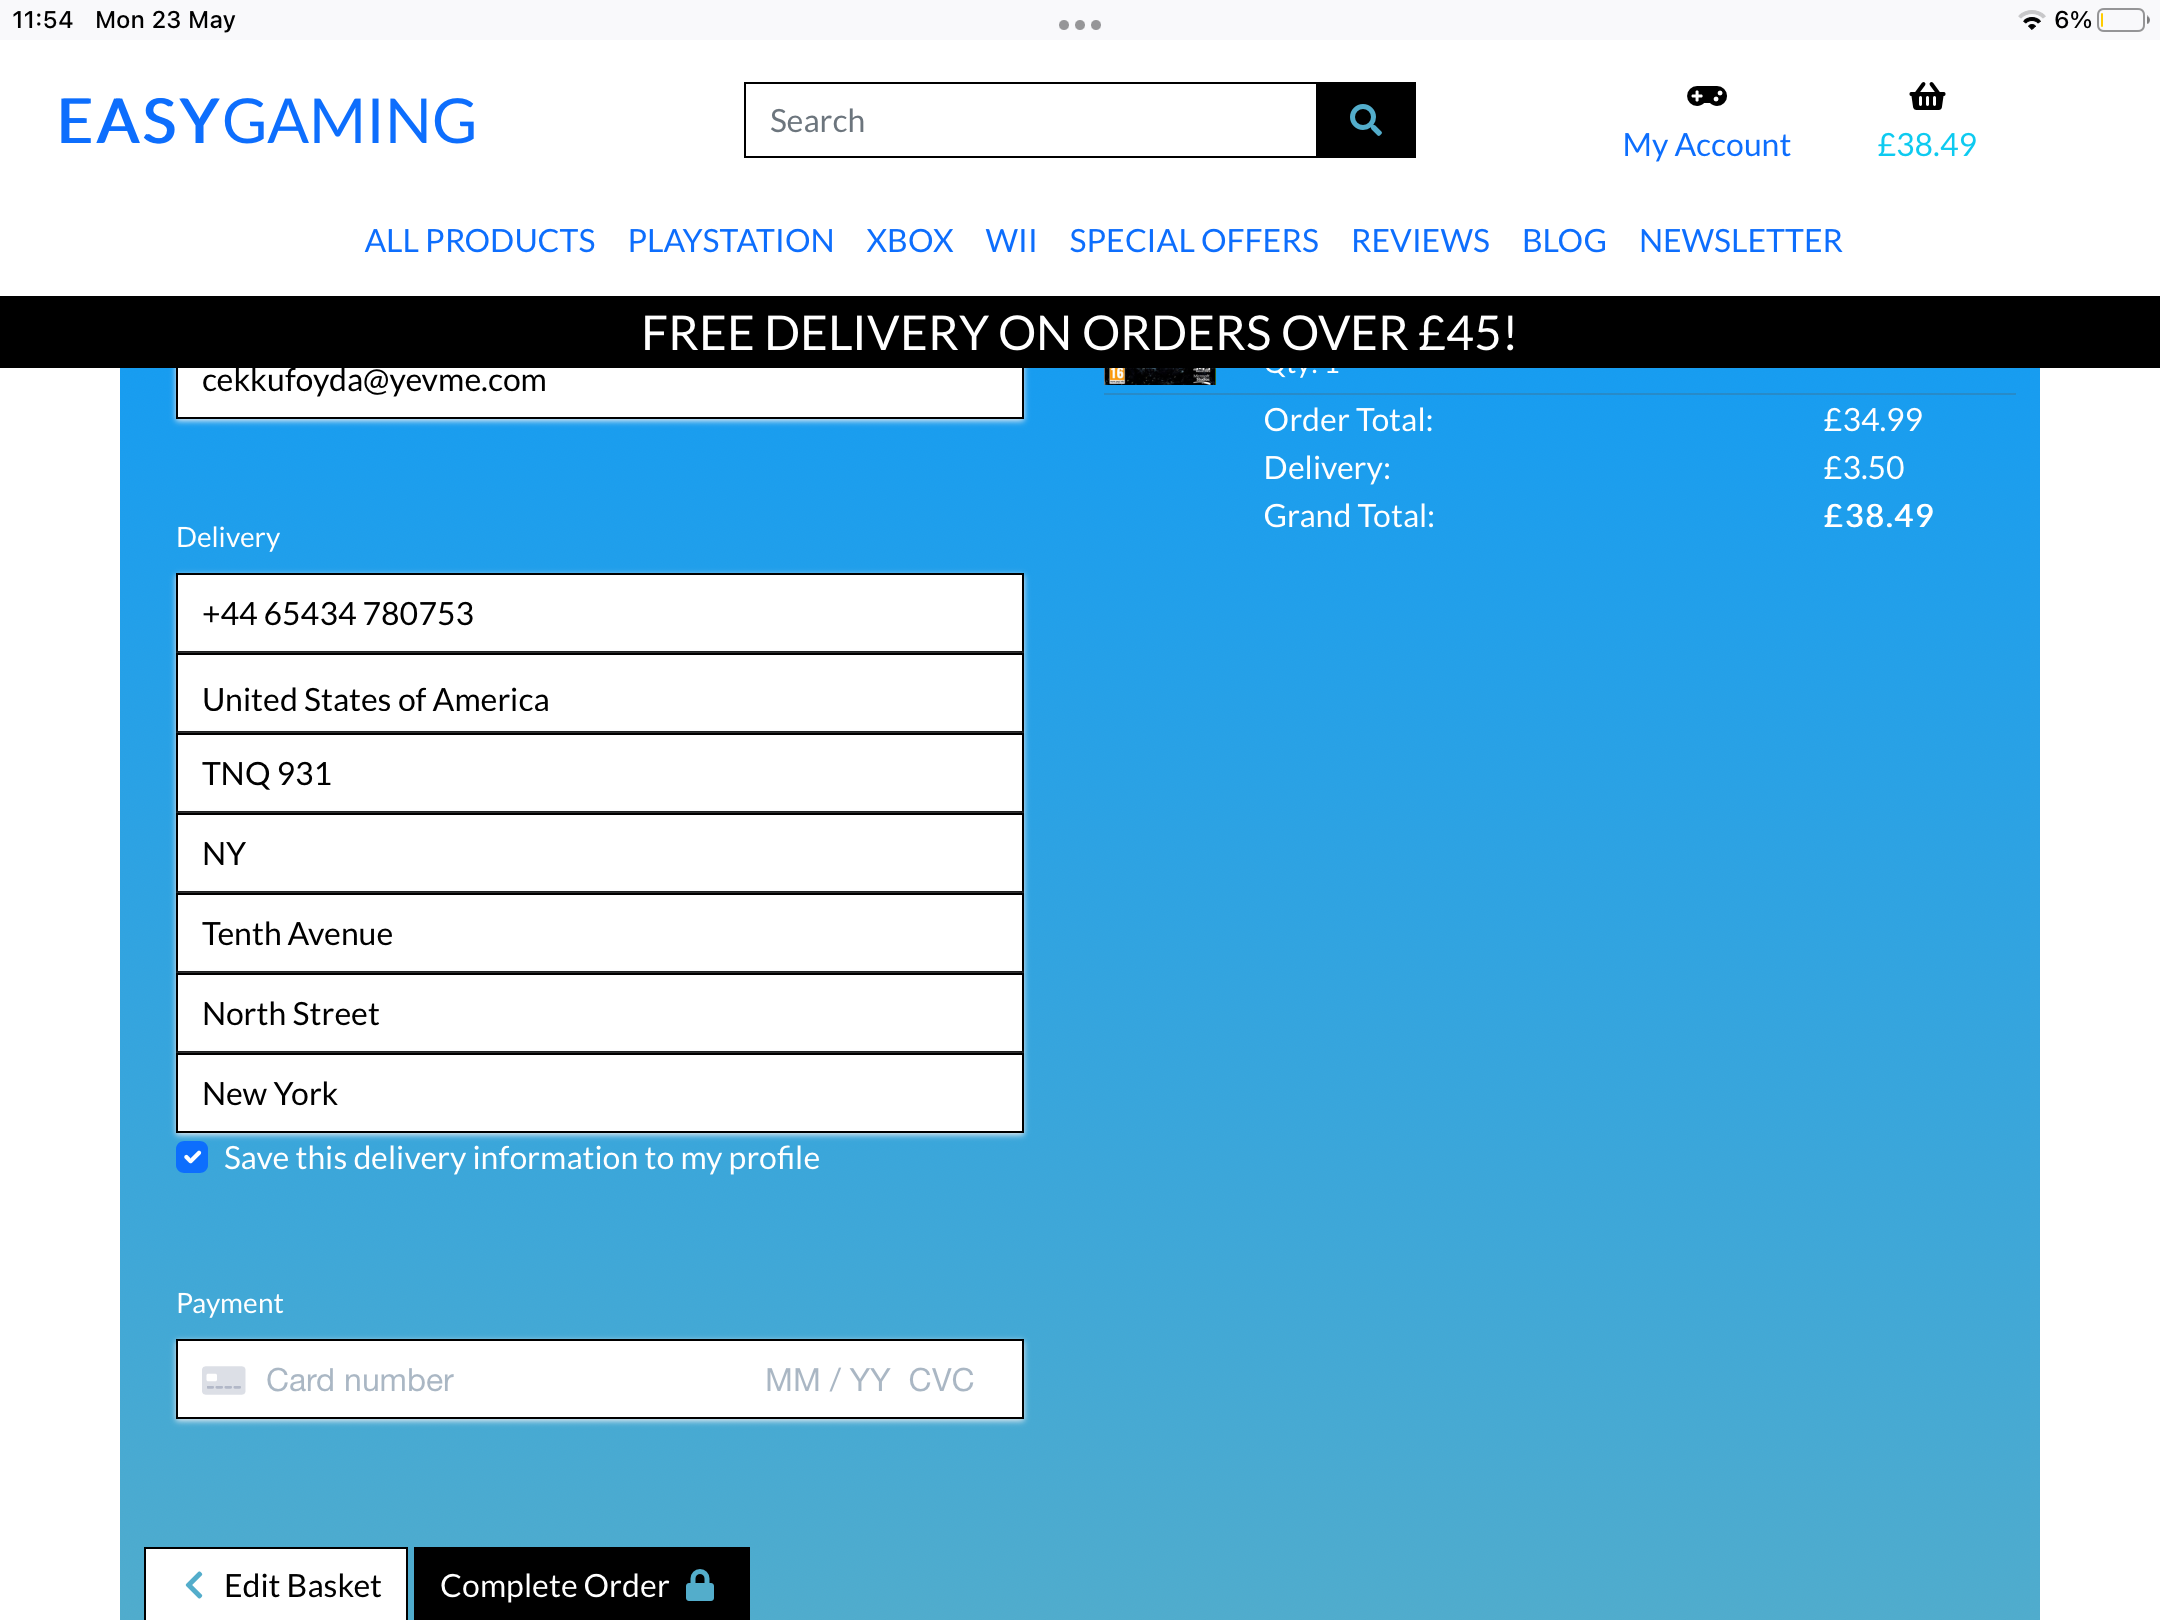 11:54 Mon 23 May
6%
EASYGAMING
Search
My Account
£38.49
ALL PRODUCTS PLAYSTATION XBOX WII SPECIAL OFFERS REVIEWS BLOG NEWSLETTER
FREE DELIVERY ON ORDERS OVER £45!
cekkufoyda@yevme.com
Delivery
+44 65434 780753
United States of America
TNQ 931
NY
Tenth Avenue
North Street
New York
Save this delivery information to my profile
Payment
Card number MM / YY CVC
Edit Basket
Complete Order
16
Qty: 1
Order Total: £34.99
Delivery: £3.50
Grand Total: £38.49